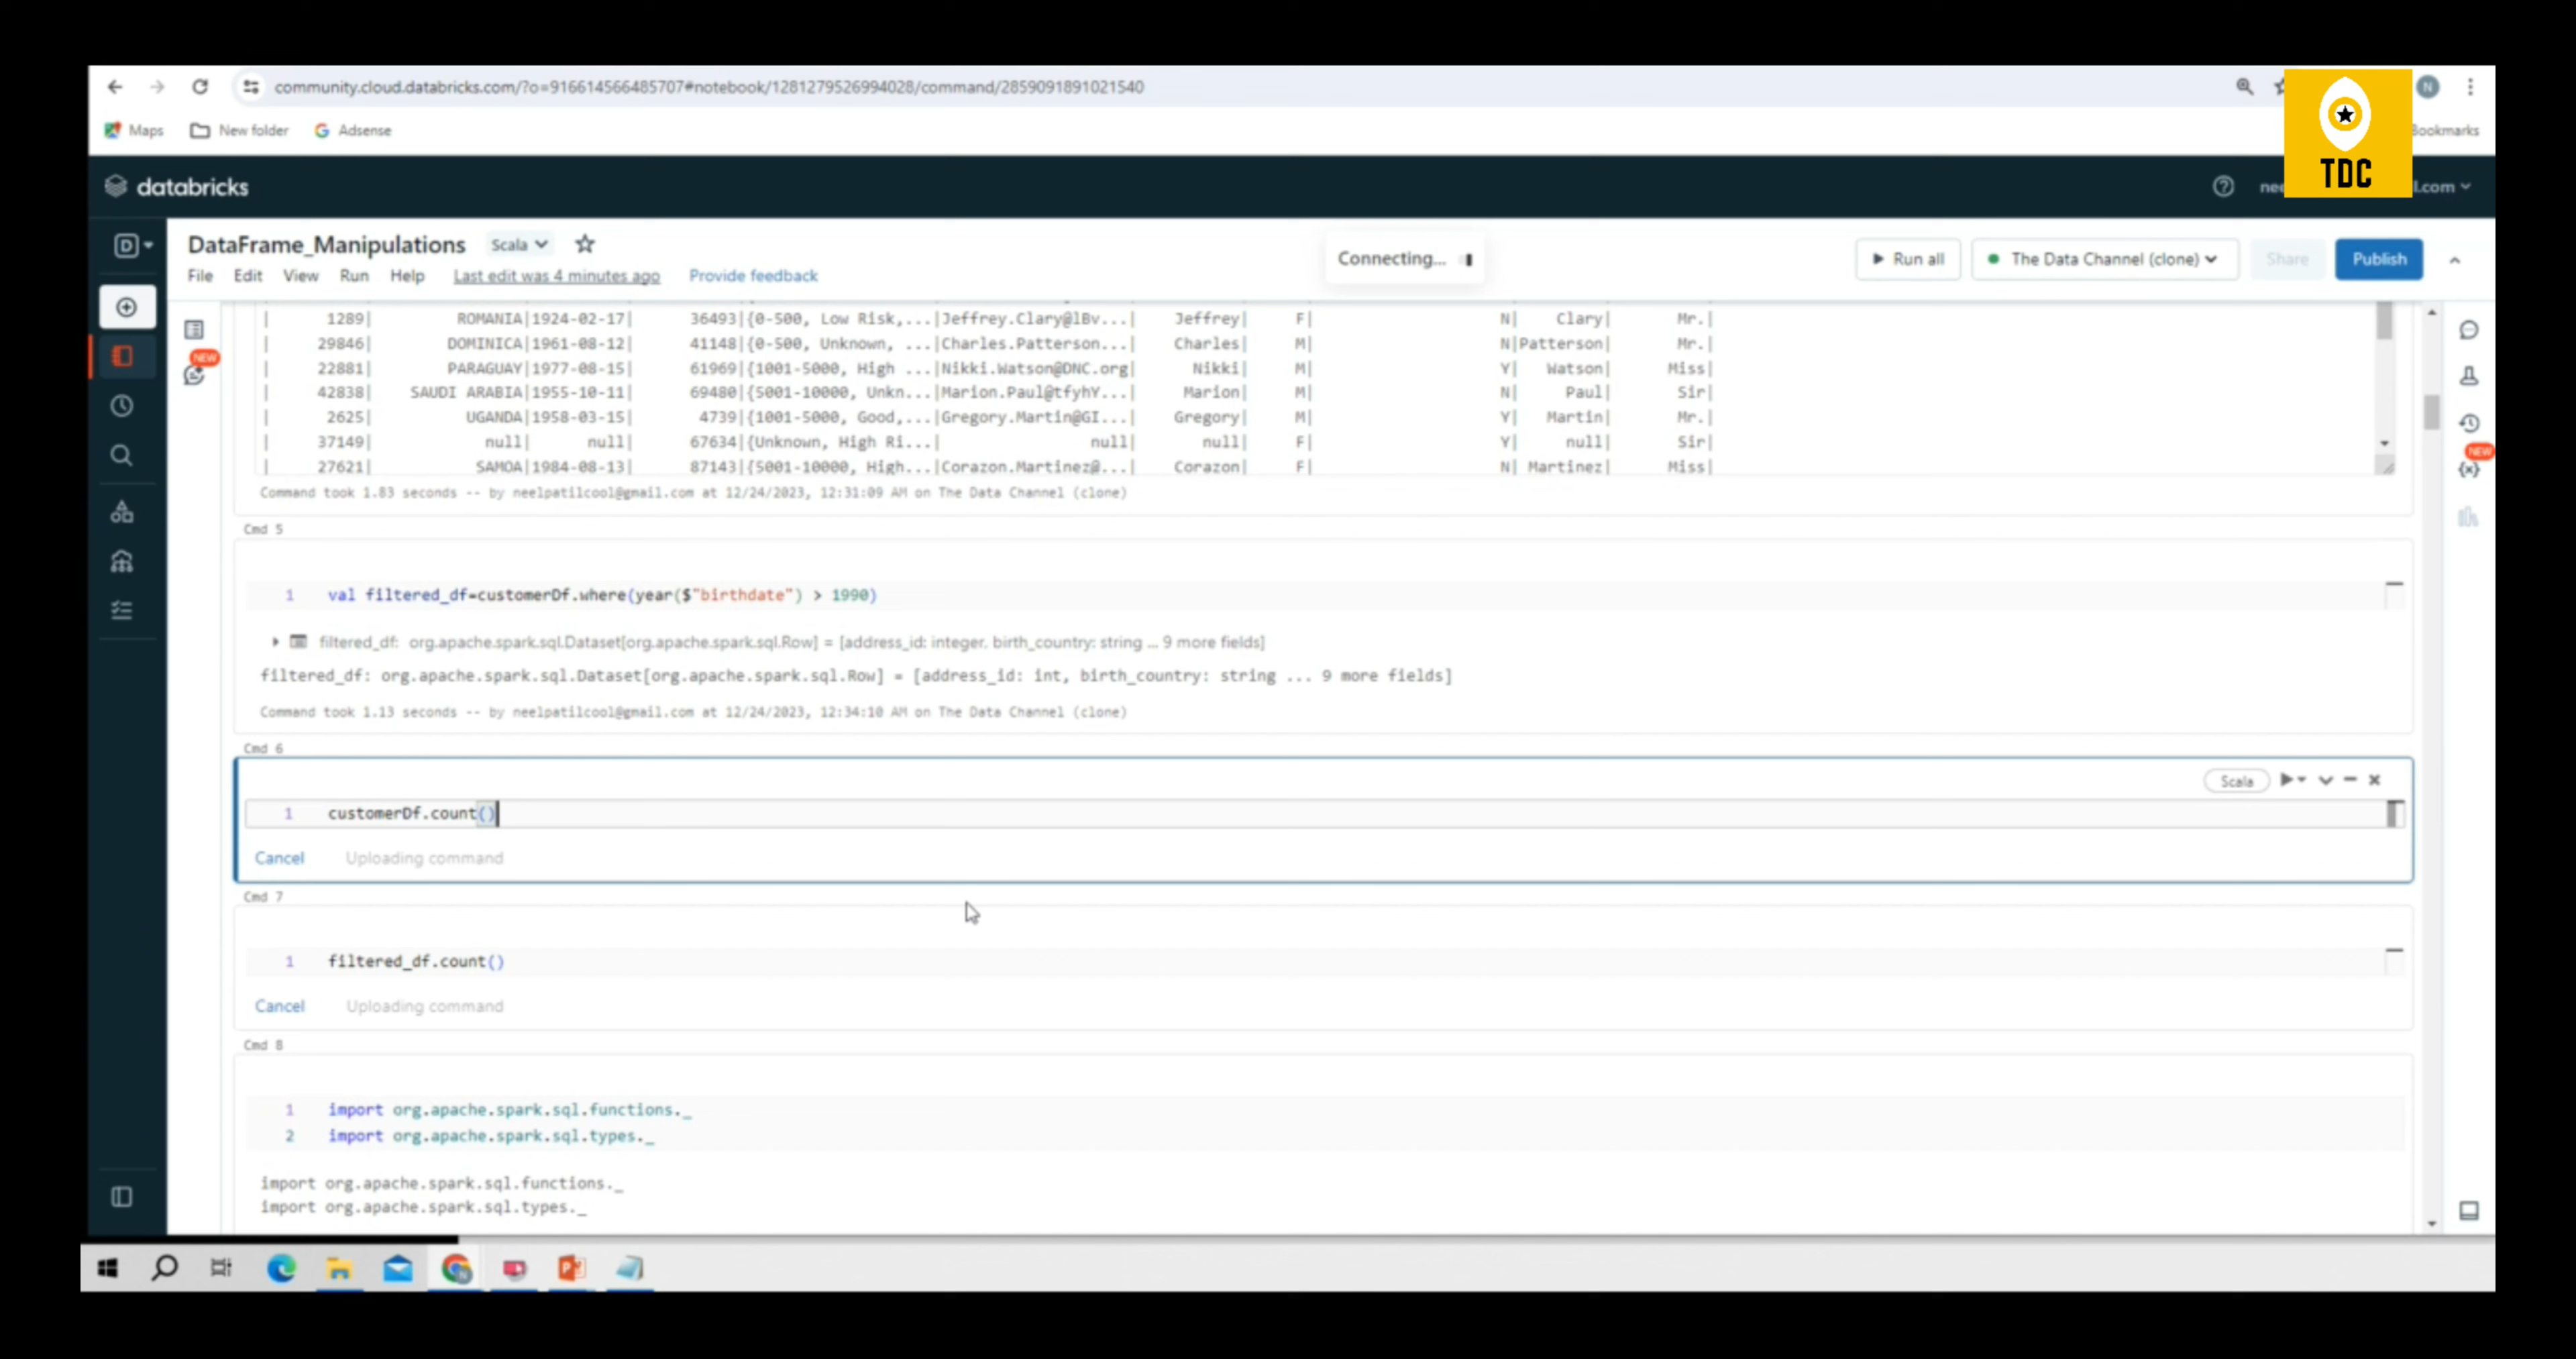 community.cloud.databricks.com/?o=916614566485707#notebook/1281279526994028/command/2859091891021540
N
Maps New folder Adsense Bookmarks
TDC
databricks
nee l.com
DataFrame_Manipulations Scala
Connecting...
Run all The Data Channel (clone) Share Publish
File Edit View Run Help Last edit was 4 minutes ago Provide feedback
NEW
NEW
| 1289| ROMANIA|1924-02-17| 36493|{0-500, Low Risk,...|Jeffrey.Clary@lBv...| Jeffrey| F| N| Clary| Mr.|
| 29846| DOMINICA|1961-08-12| 41148|{0-500, Unknown, ...|Charles.Patterson...| Charles| M| N|Patterson| Mr.|
| 22881| PARAGUAY|1977-08-15| 61969|{1001-5000, High ...|Nikki.Watson@DNC.org| Nikki| M| Y| Watson| Miss|
| 42838| SAUDI ARABIA|1955-10-11| 69480|{5001-10000, Unkn...|Marion.Paul@tfyhY...| Marion| M| N| Paul| Sir|
| 2625| UGANDA|1958-03-15| 4739|{1001-5000, Good,...|Gregory.Martin@GI...| Gregory| M| Y| Martin| Mr.|
| 37149| null| null| 67634|{Unknown, High Ri...| null| null| F| Y| null| Sir|
| 27621| SAMOA|1984-08-13| 87143|{5001-10000, High...|Corazon.Martinez@...| Corazon| F| N| Martinez| Miss|
Command took 1.83 seconds -- by neelpatilcool@gmail.com at 12/24/2023, 12:31:09 AM on The Data Channel (clone)
Cmd 5
1 val filtered_df=customerDf.where(year($"birthdate") > 1990)
filtered_df: org.apache.spark.sql.Dataset[org.apache.spark.sql.Row] = [address_id: integer, birth_country: string ... 9 more fields]
filtered_df: org.apache.spark.sql.Dataset[org.apache.spark.sql.Row] = [address_id: int, birth_country: string ... 9 more fields]
Command took 1.13 seconds -- by neelpatilcool@gmail.com at 12/24/2023, 12:34:10 AM on The Data Channel (clone)
Cmd 6
Scala
1 customerDf.count()
Cancel Uploading command
Cmd 7
1 filtered_df.count()
Cancel Uploading command
Cmd 8
1 import org.apache.spark.sql.functions._
2 import org.apache.spark.sql.types._
import org.apache.spark.sql.functions._
import org.apache.spark.sql.types._